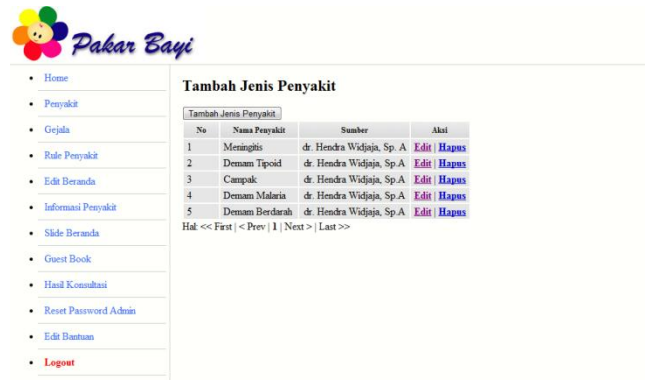 Pakar Bayi
Home
Penyakit
Gejala
Rule Penyakit
Edit Beranda
Informasi Penyakit
Slide Beranda
Guest Book
Hasil Konsultasi
Reset Password Admin
Edit Bantuan
Logout
Tambah Jenis Penyakit
Tambah Jenis Penyakit
No Nama Penyakit Sumber Aksi
1 Meningitis dr. Hendra Widjaja, Sp. A Edit | Hapus
2 Demam Tipoid dr. Hendra Widjaja, Sp.A Edit | Hapus
3 Campak dr. Hendra Widjaja, Sp.A Edit | Hapus
4 Demam Malaria dr. Hendra Widjaja, Sp.A Edit | Hapus
5 Demam Berdarah dr. Hendra Widjaja, Sp.A Edit | Hapus
Hal: << First | < Prev | 1 | Next > | Last >>